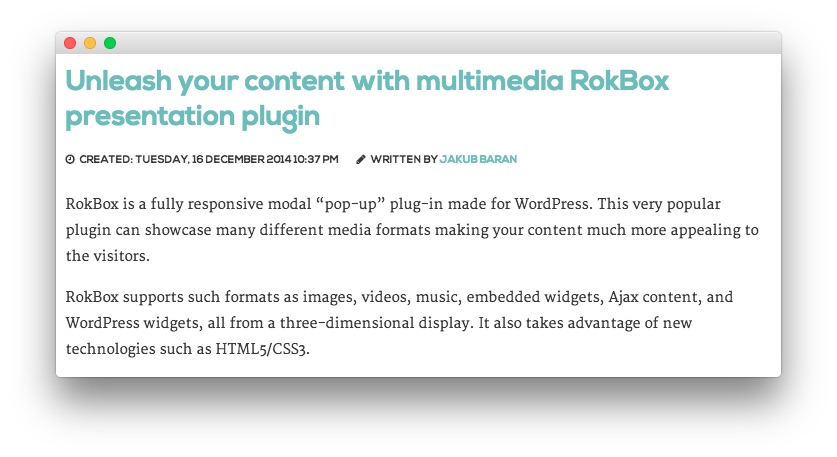 Unleash your content with multimedia RokBox
presentation plugin
CREATED: TUESDAY, 16 DECEMBER 2014 10:37 PM WRITTEN BY JAKUB BARAN
RokBox is a fully responsive modal “pop-up” plug-in made for WordPress. This very popular
plugin can showcase many different media formats making your content much more appealing to
the visitors.
RokBox supports such formats as images, videos, music, embedded widgets, Ajax content, and
WordPress widgets, all from a three-dimensional display. It also takes advantage of new
technologies such as HTML5/CSS3.